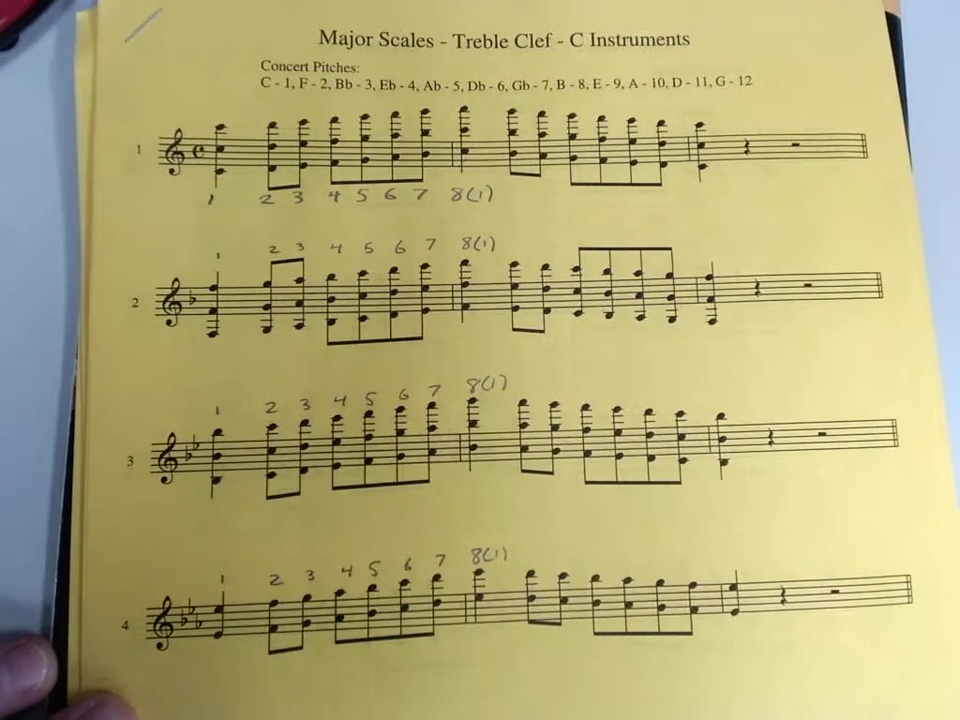 Major Scales - Treble Clef - C Instruments
Concert Pitches:
C - 1, F - 2, Bb - 3, Eb - 4, Ab - 5, Db - 6, Gb - 7, B - 8, E - 9, A - 10, D - 11, G - 12
1
1 2 3 4 5 6 7 8(1)
1 2 3 4 5 6 7 8(1)
2
1 2 3 4 5 6 7 8(1)
3
1 2 3 4 5 6 7 8(1)
4